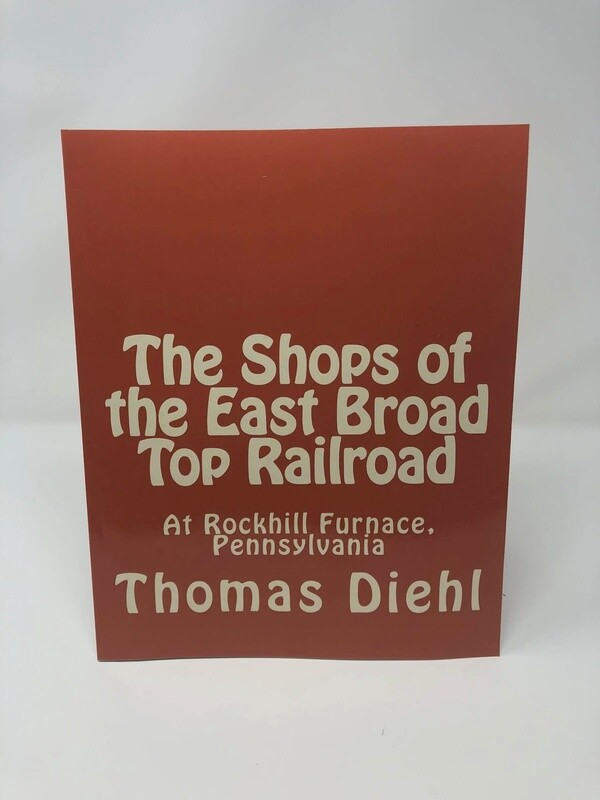 The Shops of
the East Broad
Top Railroad
At Rockhill Furnace,
Pennsylvania
Thomas Diehl